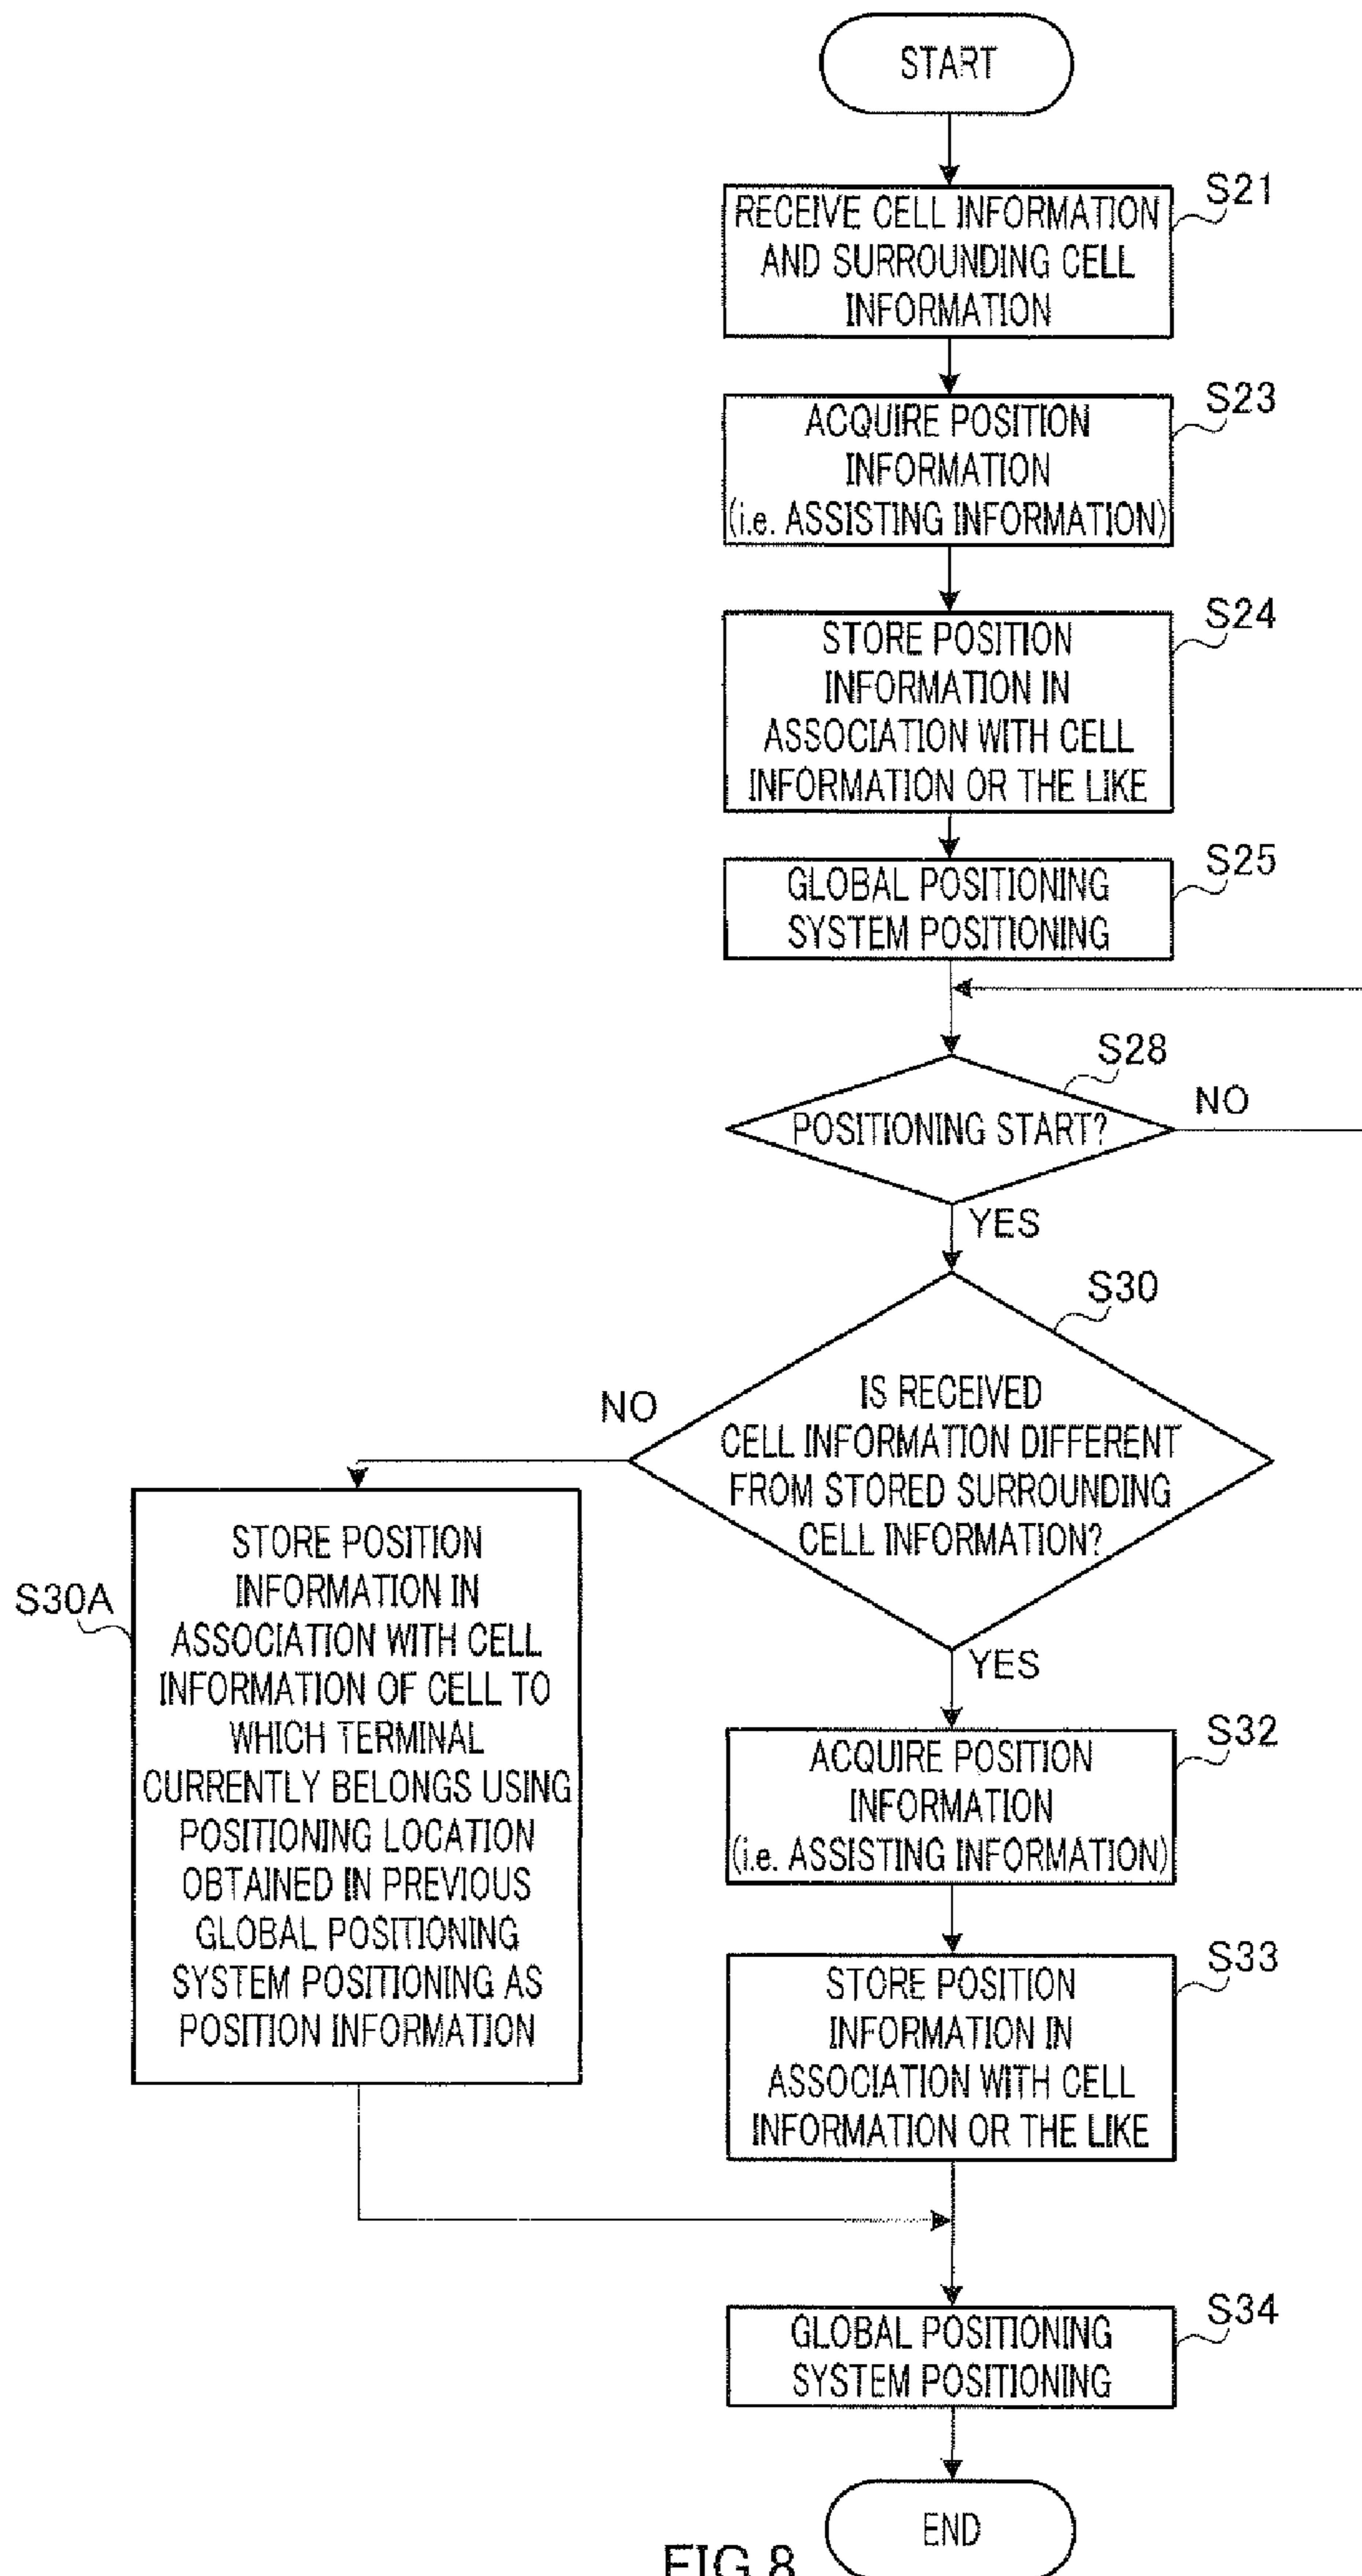 START
S21
RECEIVE CELL INFORMATION
AND SURROUNDING CELL
INFORMATION
S23
ACQUIRE POSITION
INFORMATION
(i.e. ASSISTING INFORMATION)
S24
STORE POSITION
INFORMATION IN
ASSOCIATION WITH CELL
INFORMATION OR THE LIKE
S25
GLOBAL POSITIONING
SYSTEM POSITIONING
S28
POSITIONING START?
NO
YES
S30
IS RECEIVED
CELL INFORMATION DIFFERENT
FROM STORED SURROUNDING
CELL INFORMATION?
NO
YES
S30A
STORE POSITION
INFORMATION IN
ASSOCIATION WITH CELL
INFORMATION OF CELL TO
WHICH TERMINAL
CURRENTLY BELONGS USING
POSITIONING LOCATION
OBTAINED IN PREVIOUS
GLOBAL POSITIONING
SYSTEM POSITIONING AS
POSITION INFORMATION
S32
ACQUIRE POSITION
INFORMATION
(i.e. ASSISTING INFORMATION)
S33
STORE POSITION
INFORMATION IN
ASSOCIATION WITH CELL
INFORMATION OR THE LIKE
S34
GLOBAL POSITIONING
SYSTEM POSITIONING
END
FIG.8